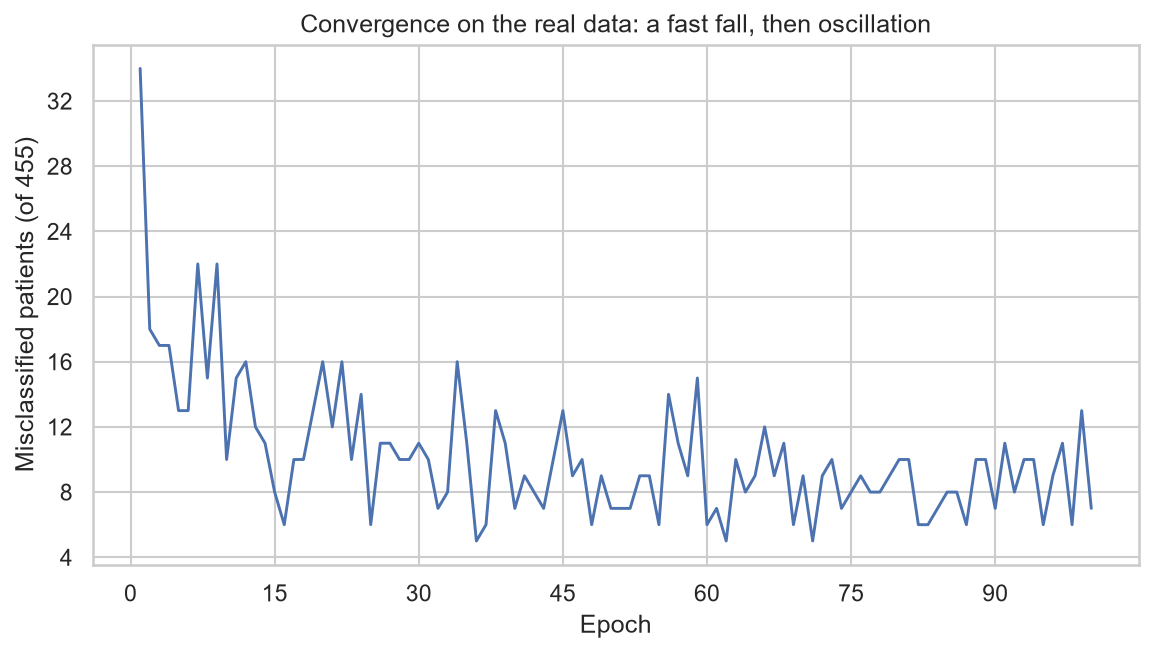 Convergence on the real data: a fast fall, then oscillation
Misclassified patients (of 455)
32
28
24
20
16
12
8
4
0 15 30 45 60 75 90
Epoch